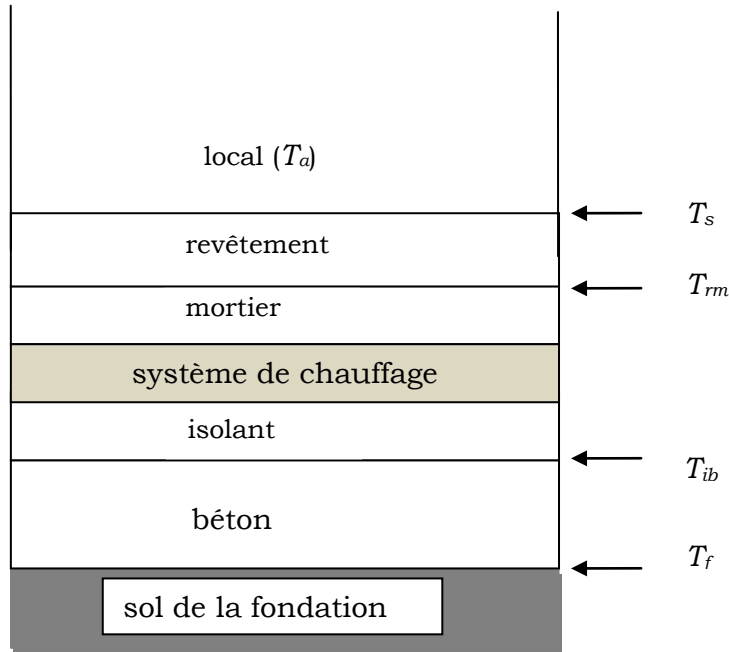 local (Ta)
Ts
revêtement
Trm
mortier
système de chauffage
isolant
Tib
béton
Tf
sol de la fondation